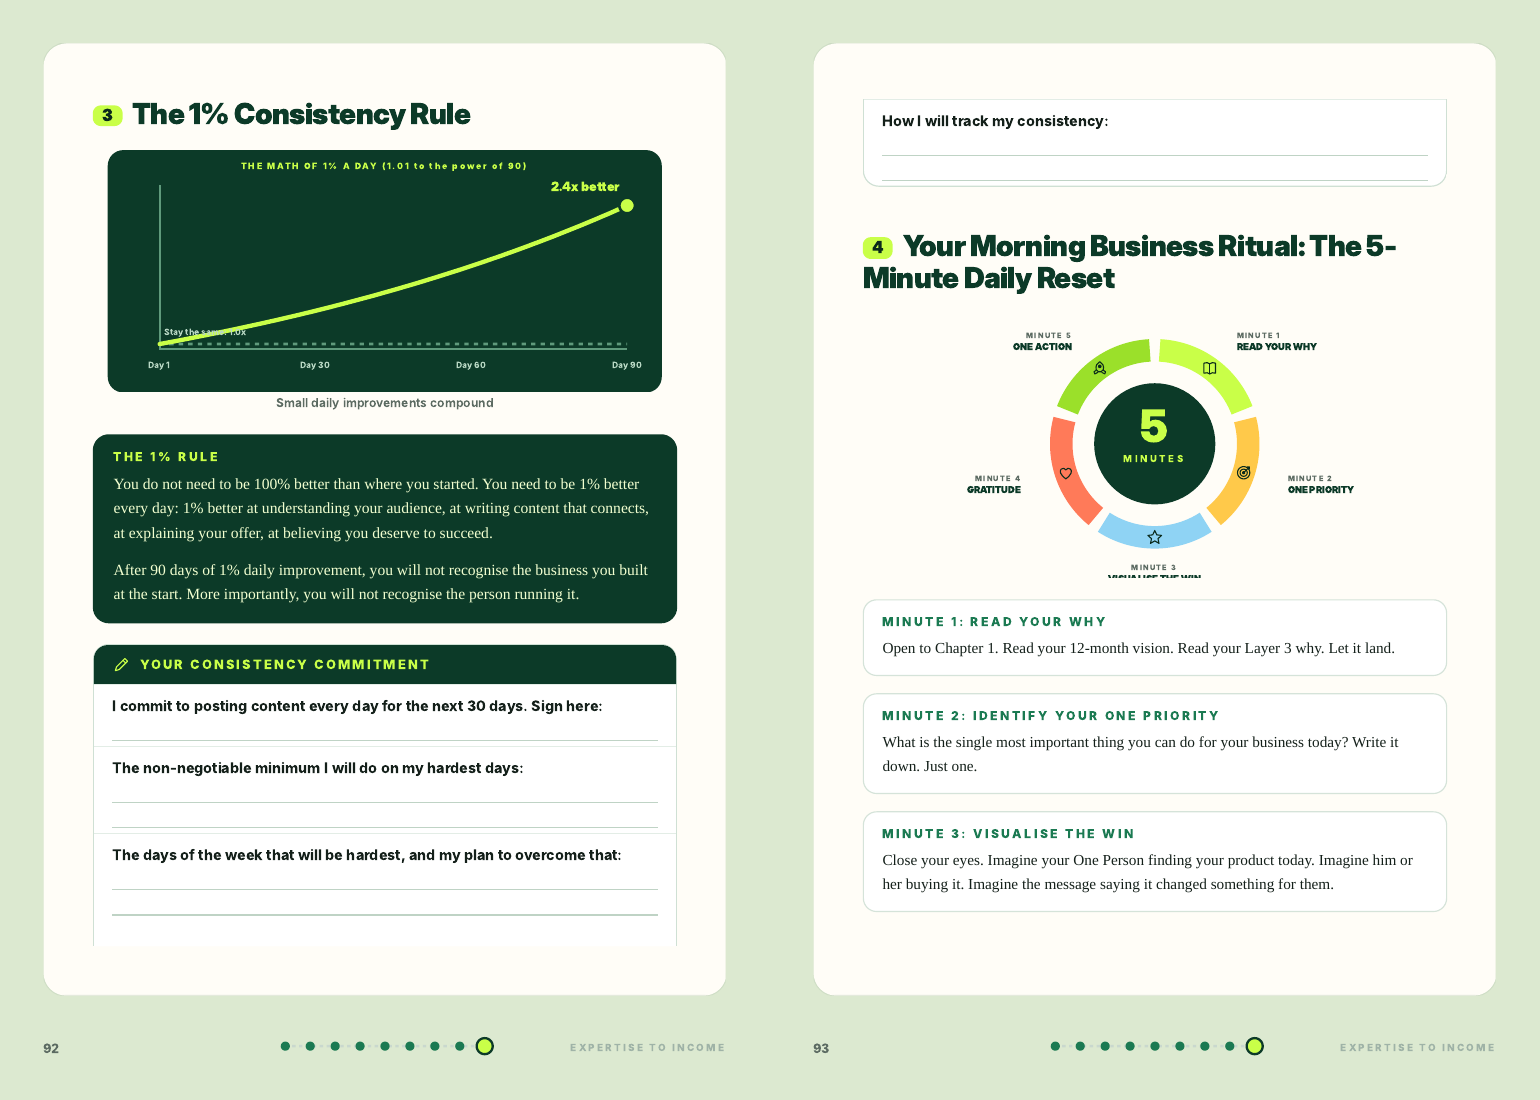 3 The 1% Consistency Rule
THE MATH OF 1% A DAY (1.01 to the power of 90)
2.4x better
Stay the same: 1.0x
Day 1 Day 30 Day 60 Day 90
Small daily improvements compound
THE 1% RULE
You do not need to be 100% better than where you started. You need to be 1% better
every day: 1% better at understanding your audience, at writing content that connects,
at explaining your offer, at believing you deserve to succeed.
After 90 days of 1% daily improvement, you will not recognise the business you built
at the start. More importantly, you will not recognise the person running it.
YOUR CONSISTENCY COMMITMENT
I commit to posting content every day for the next 30 days. Sign here:
The non-negotiable minimum I will do on my hardest days:
The days of the week that will be hardest, and my plan to overcome that:
92
EXPERTISE TO INCOME
How I will track my consistency:
4 Your Morning Business Ritual: The 5-
Minute Daily Reset
MINUTE 5
ONE ACTION
MINUTE 1
READ YOUR WHY
5
MINUTES
MINUTE 4
GRATITUDE
MINUTE 2
ONE PRIORITY
MINUTE 3
VISUALISE THE WIN
MINUTE 1: READ YOUR WHY
Open to Chapter 1. Read your 12-month vision. Read your Layer 3 why. Let it land.
MINUTE 2: IDENTIFY YOUR ONE PRIORITY
What is the single most important thing you can do for your business today? Write it
down. Just one.
MINUTE 3: VISUALISE THE WIN
Close your eyes. Imagine your One Person finding your product today. Imagine him or
her buying it. Imagine the message saying it changed something for them.
93
EXPERTISE TO INCOME